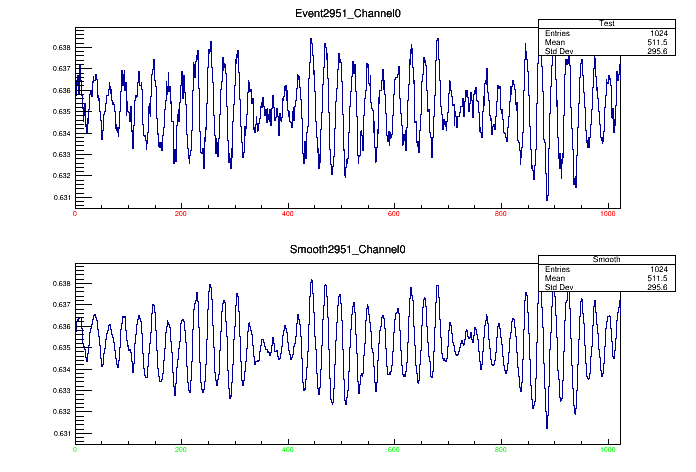 Event2951_Channel0
Test
Entries 1024
Mean 511.5
Std Dev 295.6
0.638
0.637
0.636
0.635
0.634
0.633
0.632
0.631
0 200 400 600 800 1000
Smooth2951_Channel0
Smooth
Entries 1024
Mean 511.5
Std Dev 295.6
0.638
0.637
0.636
0.635
0.634
0.633
0.632
0.631
0 200 400 600 800 1000